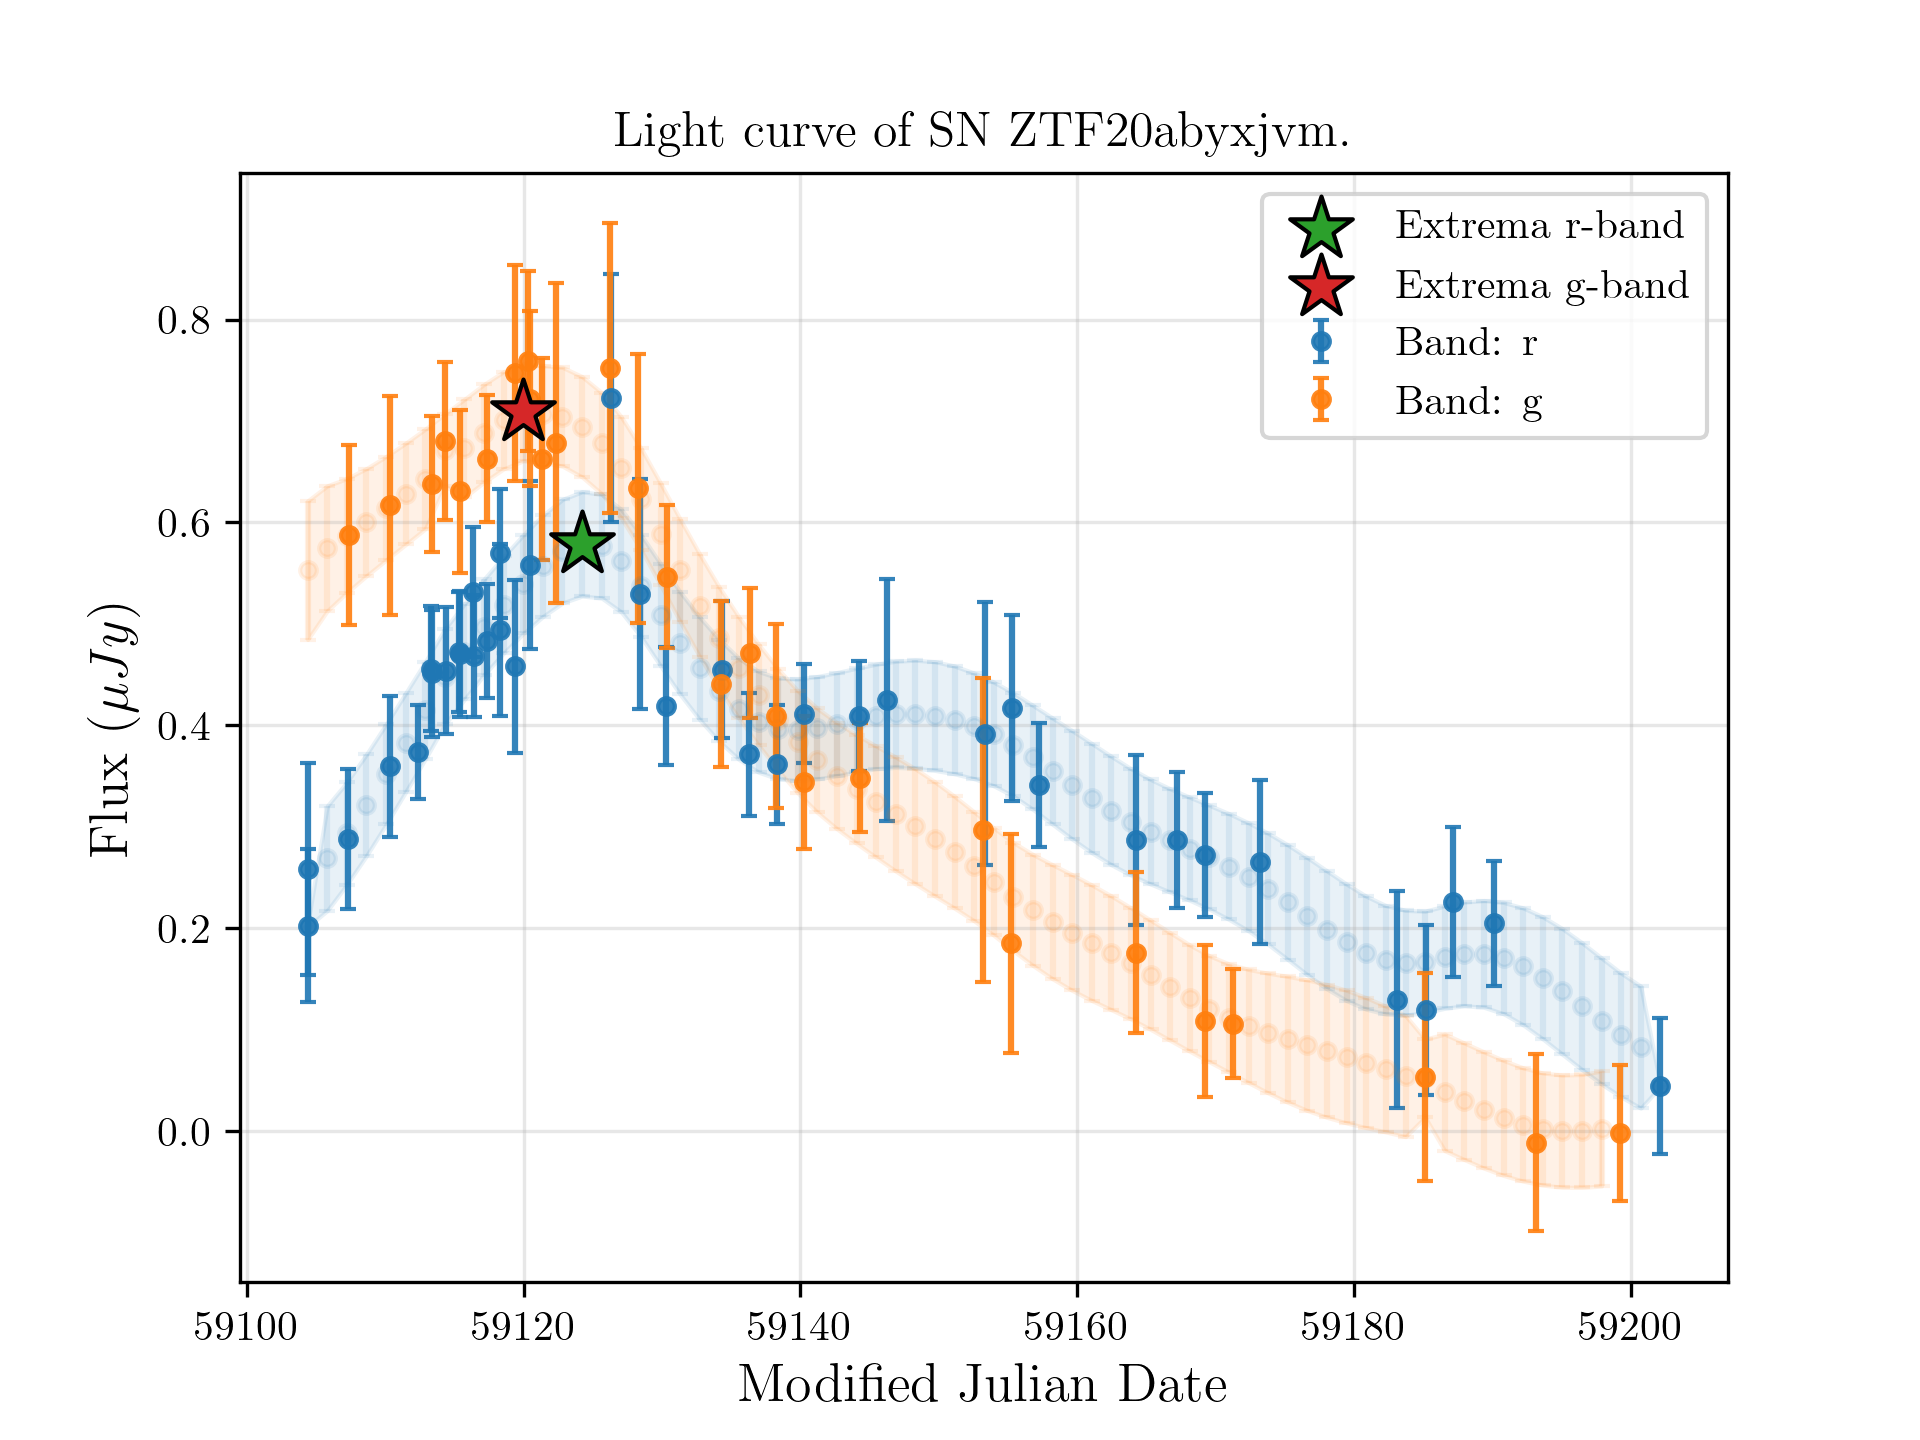 Light curve of SN ZTF20abyxjvm.
Extrema r-band
Extrema g-band
Band: r
Band: g
Flux (μJy)
0.8
0.6
0.4
0.2
0.0
59100 59120 59140 59160 59180 59200
Modified Julian Date